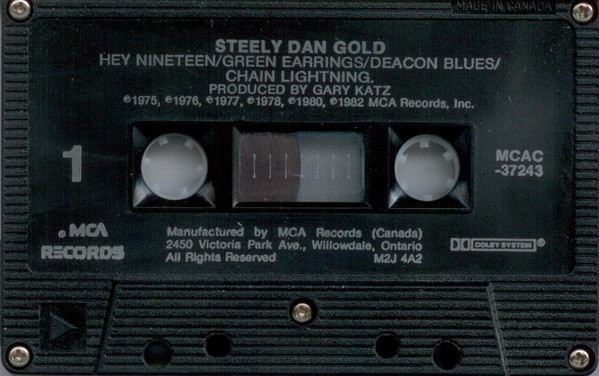 MADE IN CANADA
STEELY DAN GOLD
HEY NINETEEN/GREEN EARRINGS/DEACON BLUES/
CHAIN LIGHTNING.
PRODUCED BY GARY KATZ
℗1975, ℗1976, ℗1977, ℗1978, ℗1980, ℗1982 MCA Records, Inc.
1
MCAC
-37243
MCA
RECORDS
Manufactured by MCA Records (Canada)
2450 Victoria Park Ave., Willowdale, Ontario
All Rights Reserved M2J 4A2
DOLBY SYSTEM ®